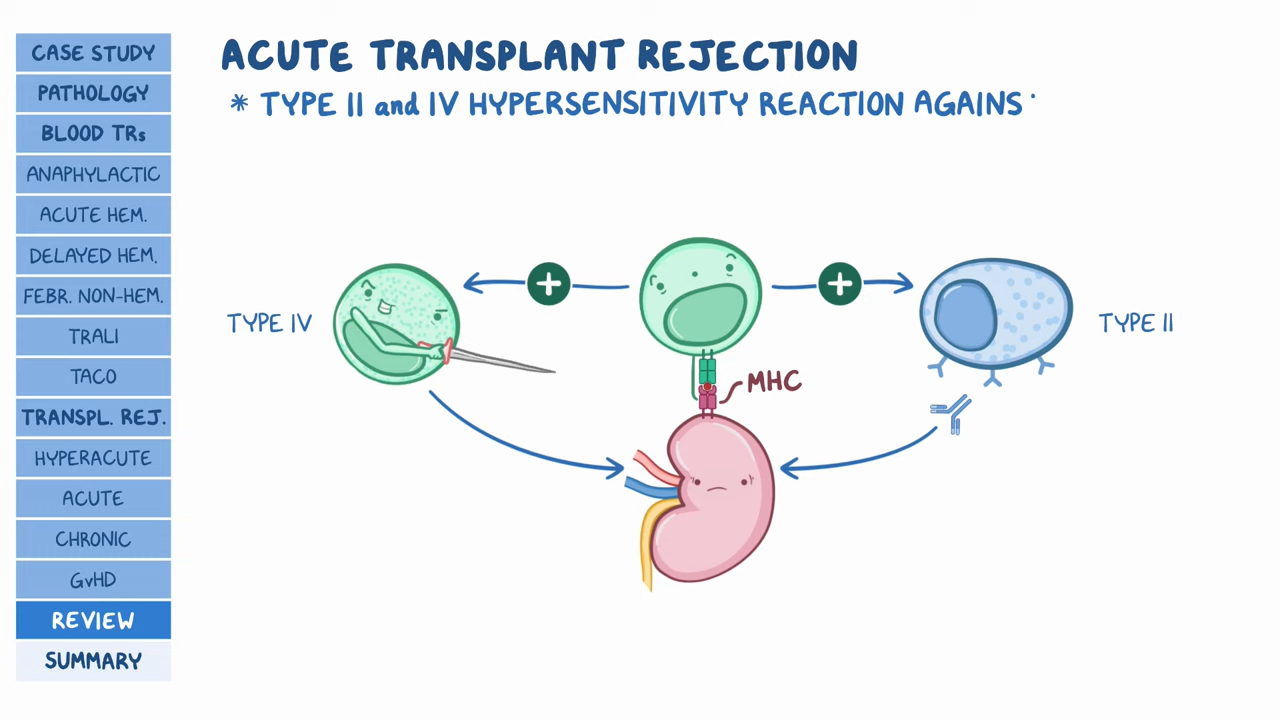 CASE STUDY
PATHOLOGY
BLOOD TRs
ANAPHYLACTIC
ACUTE HEM.
DELAYED HEM.
FEBR. NON-HEM.
TRALI
TACO
TRANSPL. REJ.
HYPERACUTE
ACUTE
CHRONIC
GvHD
REVIEW
SUMMARY
ACUTE TRANSPLANT REJECTION
* TYPE II and IV HYPERSENSITIVITY REACTION AGAINS
TYPE IV
TYPE II
MHC